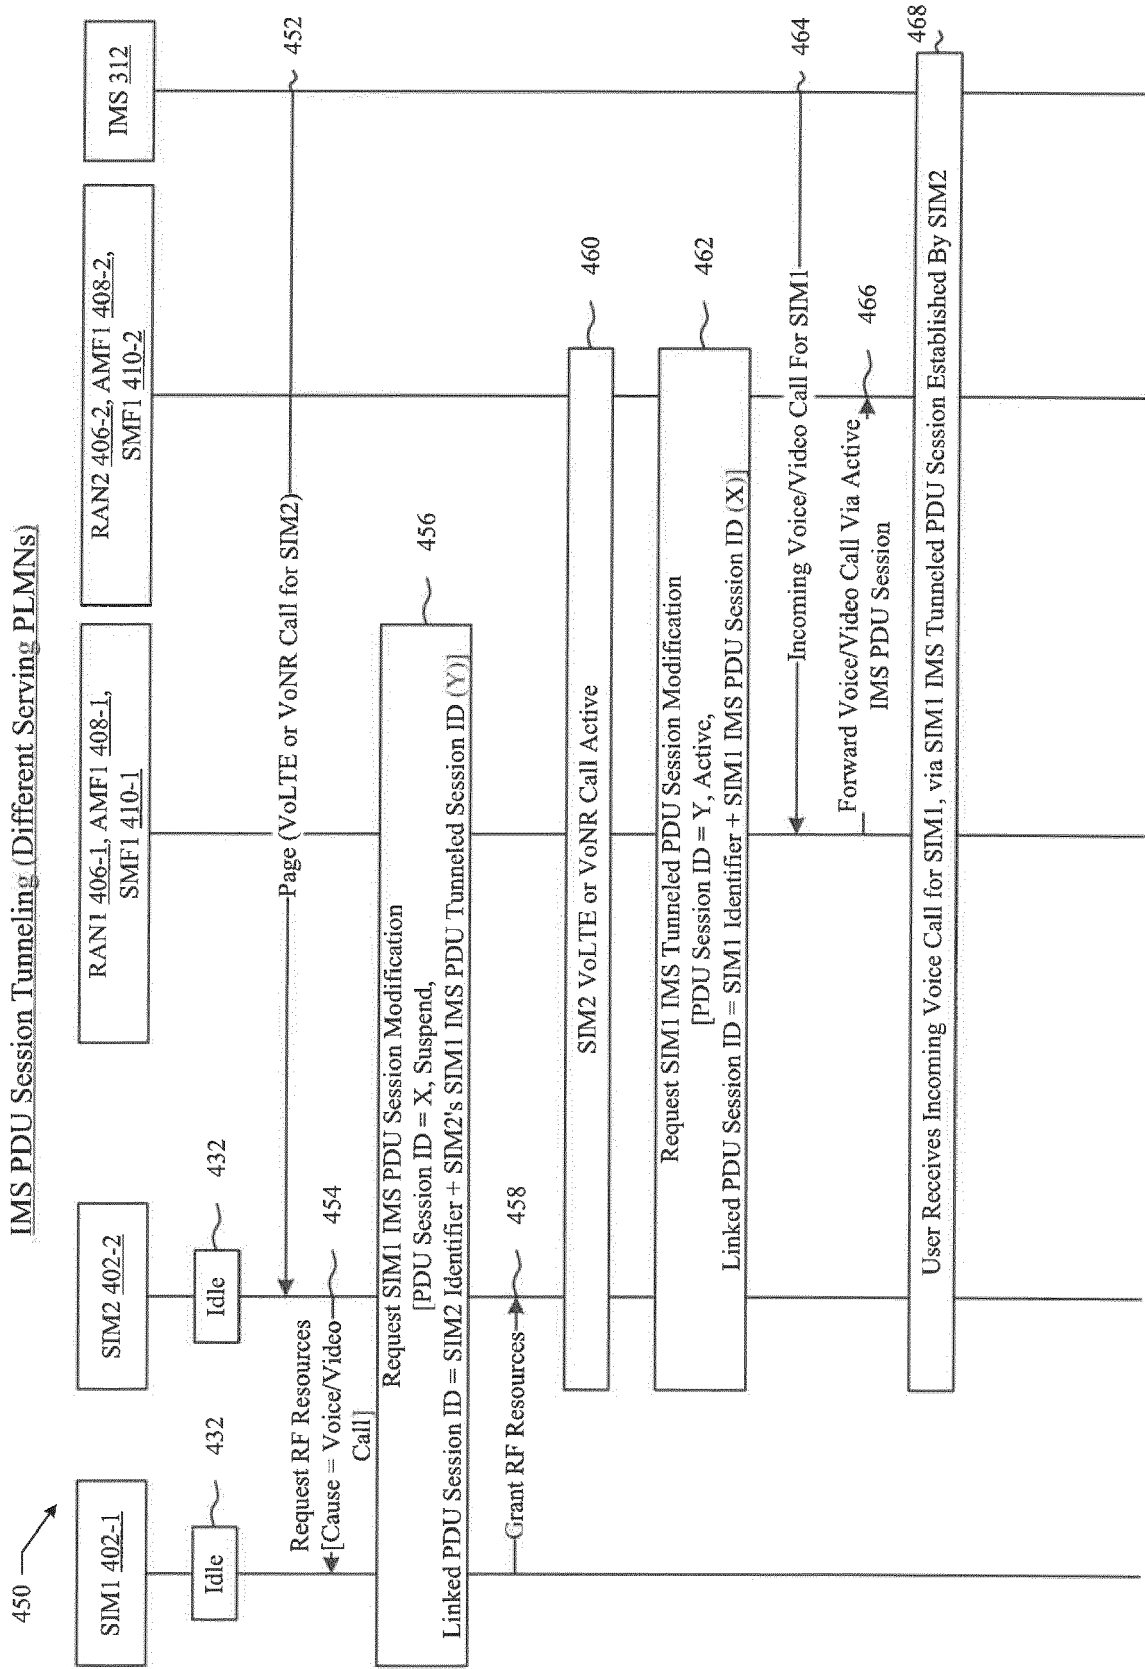 IMS PDU Session Tunneling (Different Serving PLMNs)
450
SIM1 402-1
SIM2 402-2
RAN1 406-1, AMF1 408-1,
SMF1 410-1
RAN2 406-2, AMF1 408-2,
SMF1 410-2
IMS 312
Idle
432
Idle
432
Page (VoLTE or VoNR Call for SIM2)
452
Request RF Resources
[Cause = Voice/Video
Call]
454
Request SIM1 IMS PDU Session Modification
[PDU Session ID = X, Suspend,
Linked PDU Session ID = SIM2 Identifier + SIM2's SIM1 IMS PDU Tunneled Session ID (Y)]
456
Grant RF Resources
458
SIM2 VoLTE or VoNR Call Active
460
Request SIM1 IMS Tunneled PDU Session Modification
[PDU Session ID = Y, Active,
Linked PDU Session ID = SIM1 Identifier + SIM1 IMS PDU Session ID (X)]
462
Incoming Voice/Video Call For SIM1
464
Forward Voice/Video Call Via Active
IMS PDU Session
466
User Receives Incoming Voice Call for SIM1, via SIM1 IMS Tunneled PDU Session Established By SIM2
468